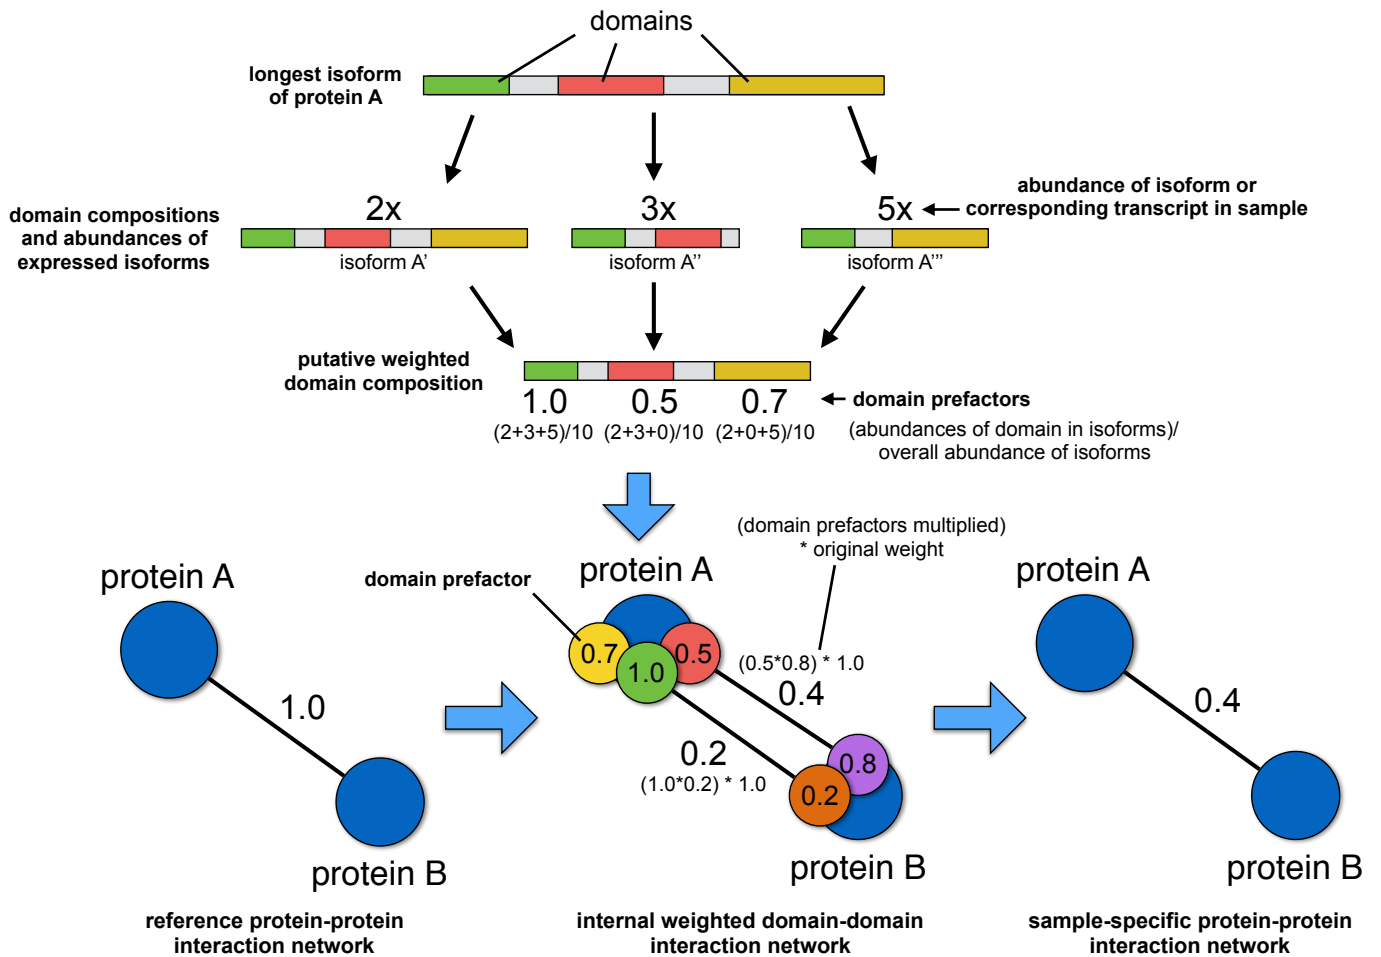 domains
longest isoform
of protein A
domain compositions
and abundances of
expressed isoforms
2x
3x
5x
abundance of isoform or
corresponding transcript in sample
isoform A'
isoform A''
isoform A'''
putative weighted
domain composition
1.0
0.5
0.7
(2+3+5)/10
(2+3+0)/10
(2+0+5)/10
domain prefactors
(abundances of domain in isoforms)/
overall abundance of isoforms
protein A
1.0
protein B
reference protein-protein
interaction network
domain prefactor
protein A
(domain prefactors multiplied)
* original weight
0.7
1.0
0.5
(0.5*0.8) * 1.0
0.4
0.2
(1.0*0.2) * 1.0
0.8
0.2
protein B
internal weighted domain-domain
interaction network
protein A
0.4
protein B
sample-specific protein-protein
interaction network